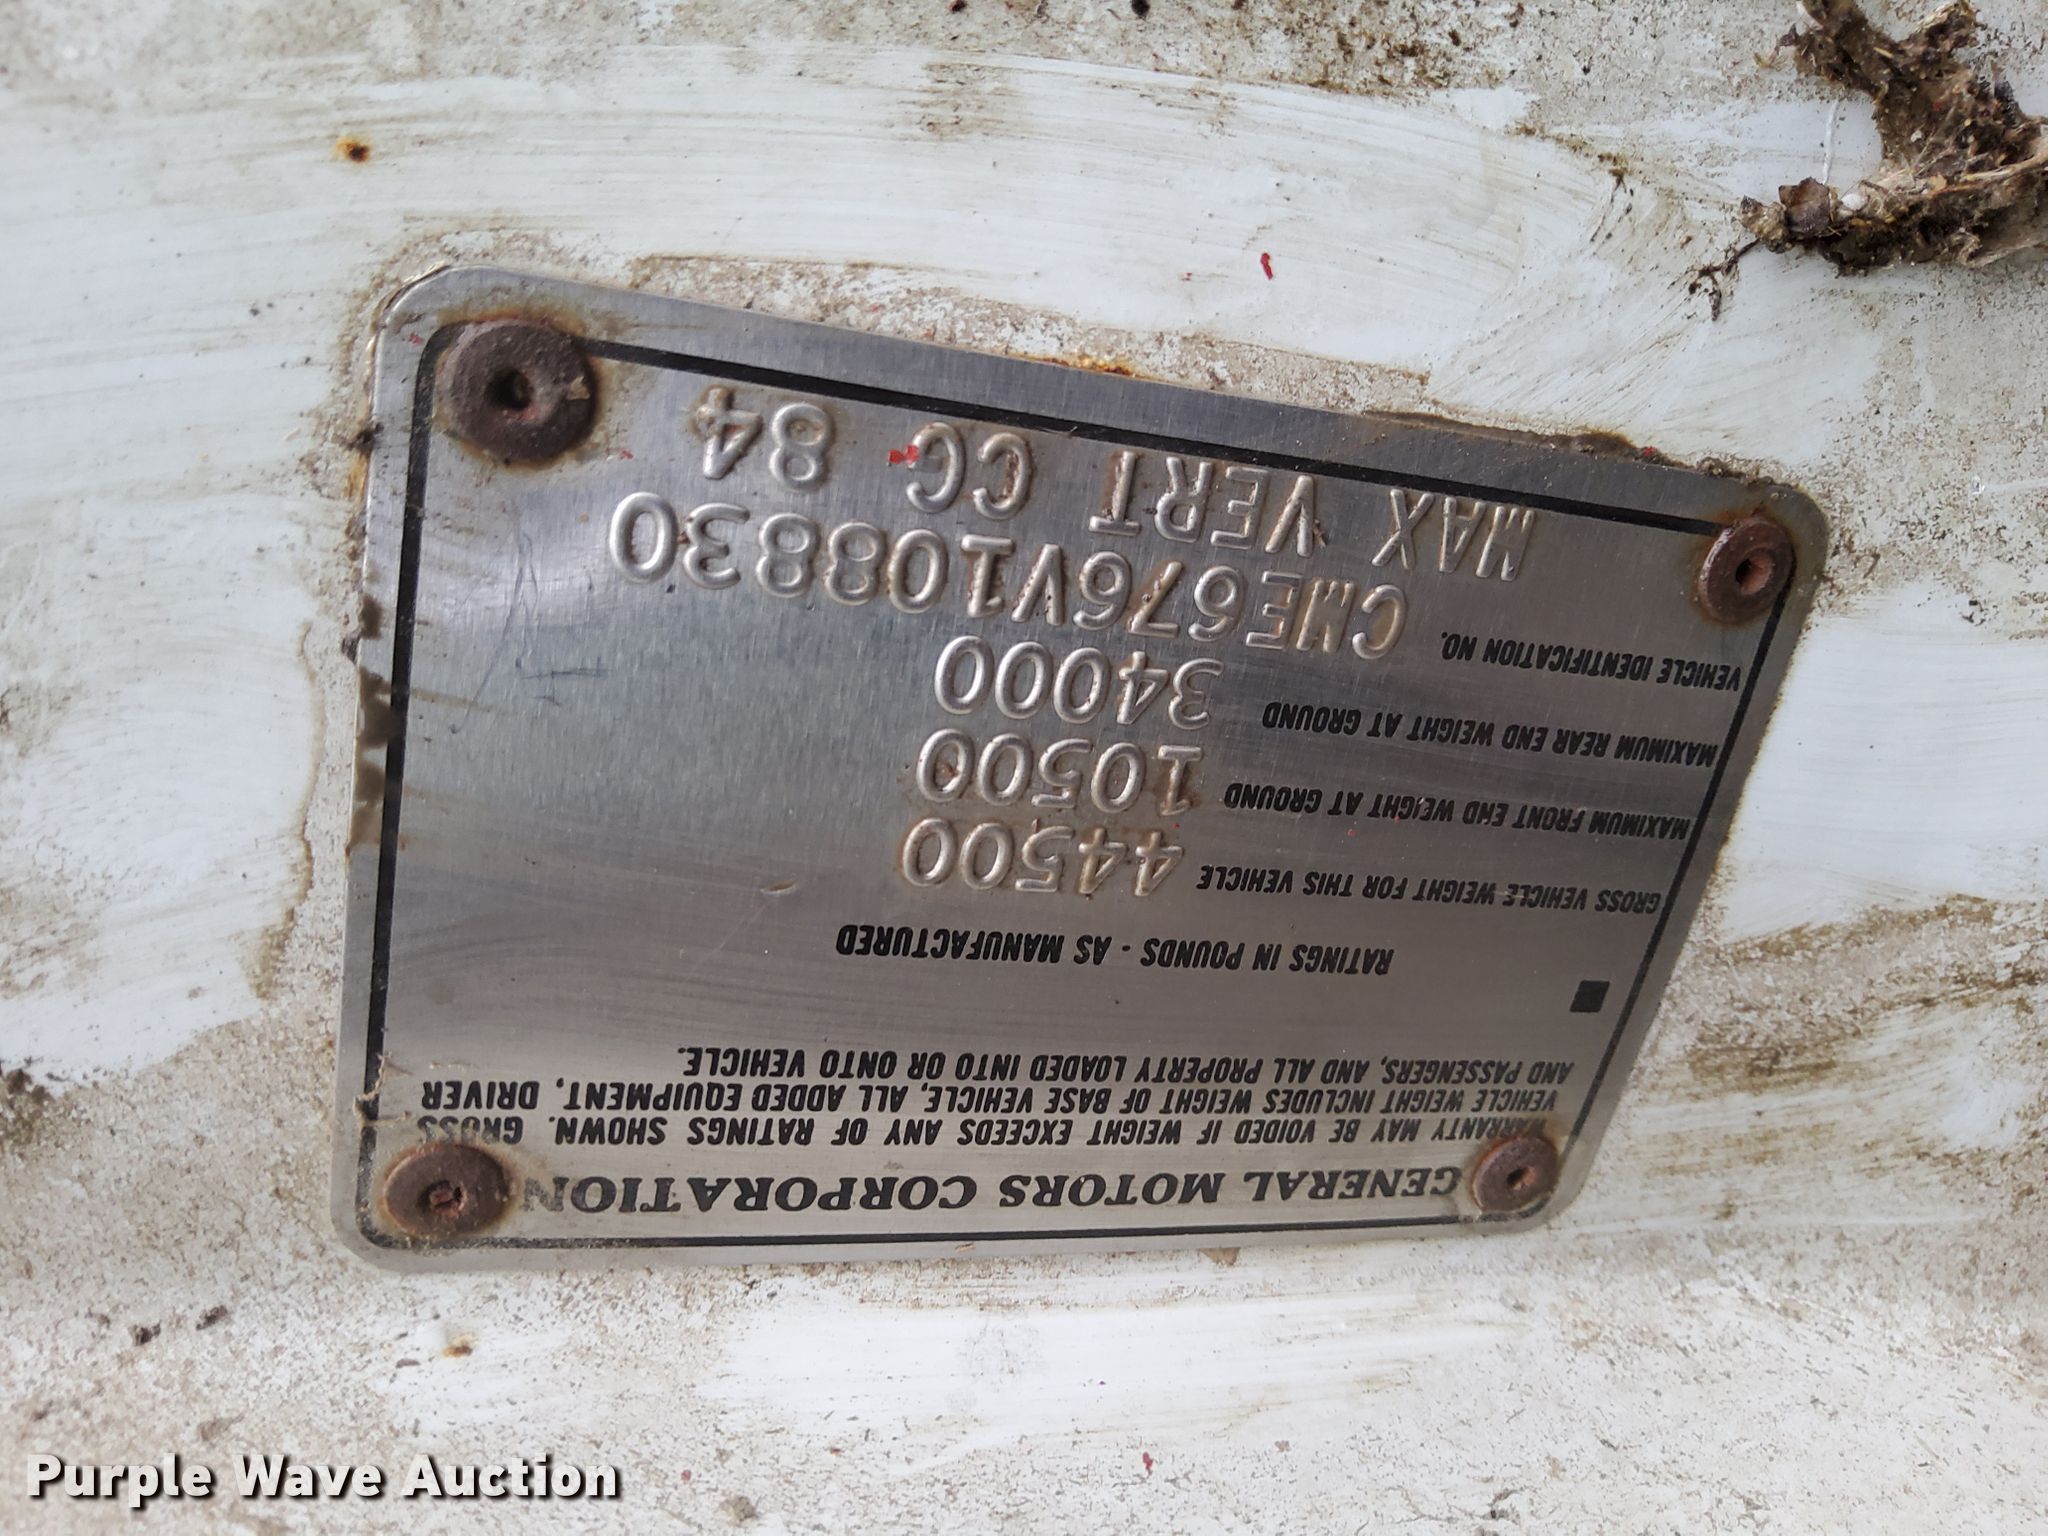 GENERAL MOTORS CORPORATION
WARRANTY MAY BE VOIDED IF WEIGHT EXCEEDS ANY OF RATINGS SHOWN. GROSS
VEHICLE WEIGHT INCLUDES WEIGHT OF BASE VEHICLE, ALL ADDED EQUIPMENT, DRIVER
AND PASSENGERS, AND ALL PROPERTY LOADED INTO OR ONTO VEHICLE.
RATINGS IN POUNDS - AS MANUFACTURED
GROSS VEHICLE WEIGHT FOR THIS VEHICLE 44500
MAXIMUM FRONT END WEIGHT AT GROUND 10500
MAXIMUM REAR END WEIGHT AT GROUND 34000
VEHICLE IDENTIFICATION NO. CME676V108830
MAX VERT CG 84
Purple Wave Auction